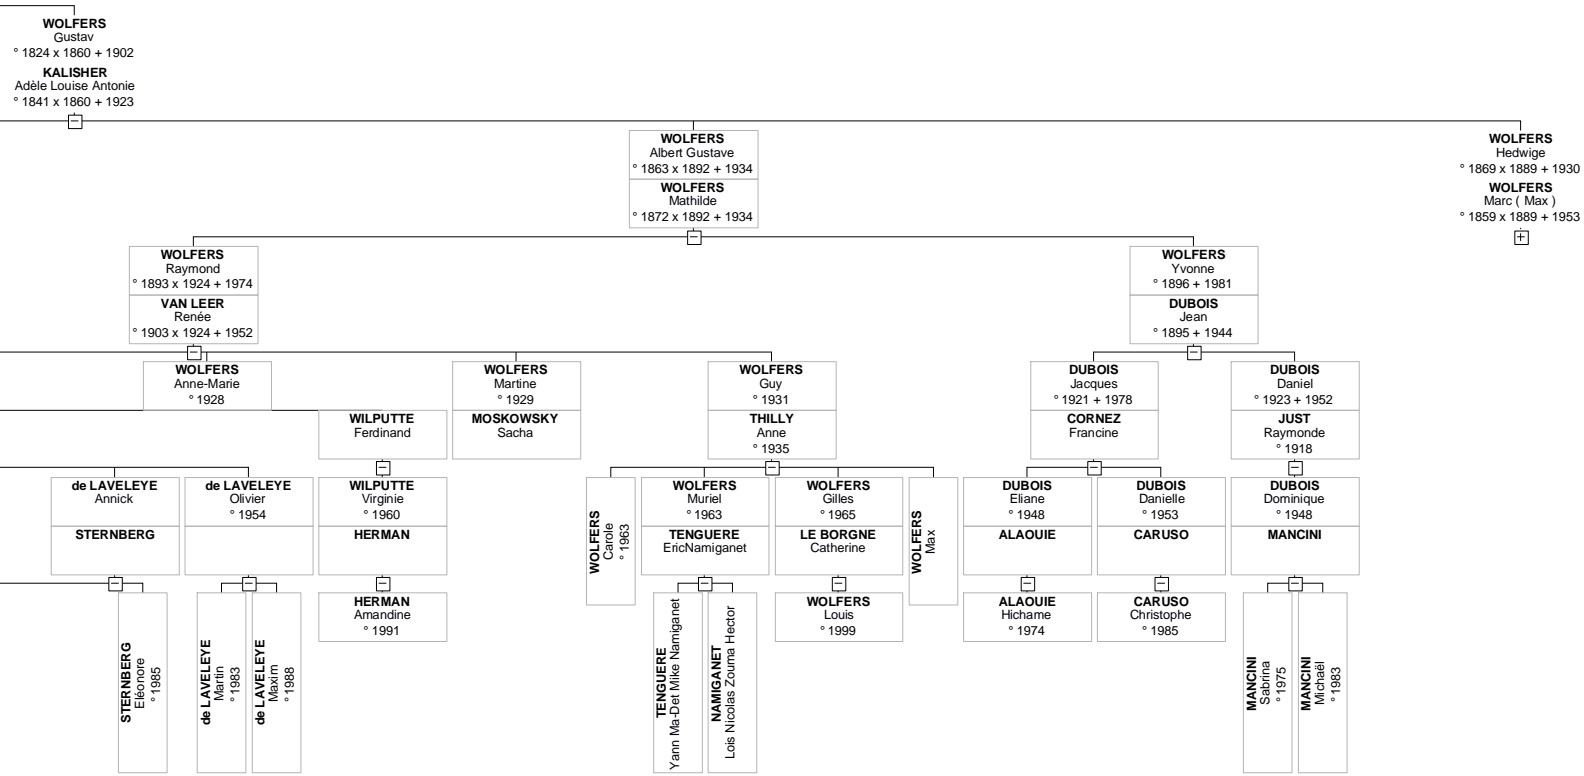 WOLFERS
Gustav
° 1824 x 1860 + 1902
KALISHER
Adèle Louise Antonie
° 1841 x 1860 + 1923
WOLFERS
Albert Gustave
° 1863 x 1892 + 1934
WOLFERS
Mathilde
° 1872 x 1892 + 1934
WOLFERS
Hedwige
° 1869 x 1889 + 1930
WOLFERS
Marc ( Max )
° 1859 x 1889 + 1953
WOLFERS
Raymond
° 1893 x 1924 + 1974
VAN LEER
Renée
° 1903 x 1924 + 1952
WOLFERS
Yvonne
° 1896 + 1981
DUBOIS
Jean
° 1895 + 1944
WOLFERS
Anne-Marie
° 1928
WILPUTTE
Ferdinand
WOLFERS
Martine
° 1929
MOSKOWSKY
Sacha
WOLFERS
Guy
° 1931
THILLY
Anne
° 1935
DUBOIS
Jacques
° 1921 + 1978
CORNEZ
Francine
DUBOIS
Daniel
° 1923 + 1952
JUST
Raymonde
° 1918
de LAVELEYE
Annick
STERNBERG
de LAVELEYE
Olivier
° 1954
WILPUTTE
Virginie
° 1960
HERMAN
WOLFERS
Carole
° 1963
WOLFERS
Muriel
° 1963
TENGUERE
EricNamiganet
WOLFERS
Gilles
° 1965
LE BORGNE
Catherine
WOLFERS
Max
DUBOIS
Eliane
° 1948
ALAOUIE
DUBOIS
Danielle
° 1953
CARUSO
DUBOIS
Dominique
° 1948
MANCINI
STERNBERG
Eléonore
° 1985
de LAVELEYE
Martin
° 1983
de LAVELEYE
Maxim
° 1988
HERMAN
Amandine
° 1991
TENGUERE
Yann Ma-Det Mike Namiganet
NAMIGANET
Lois Nicolas Zouma Hector
WOLFERS
Louis
° 1999
ALAOUIE
Hichame
° 1974
CARUSO
Christophe
° 1985
MANCINI
Sabrina
° 1975
MANCINI
Michaël
° 1983